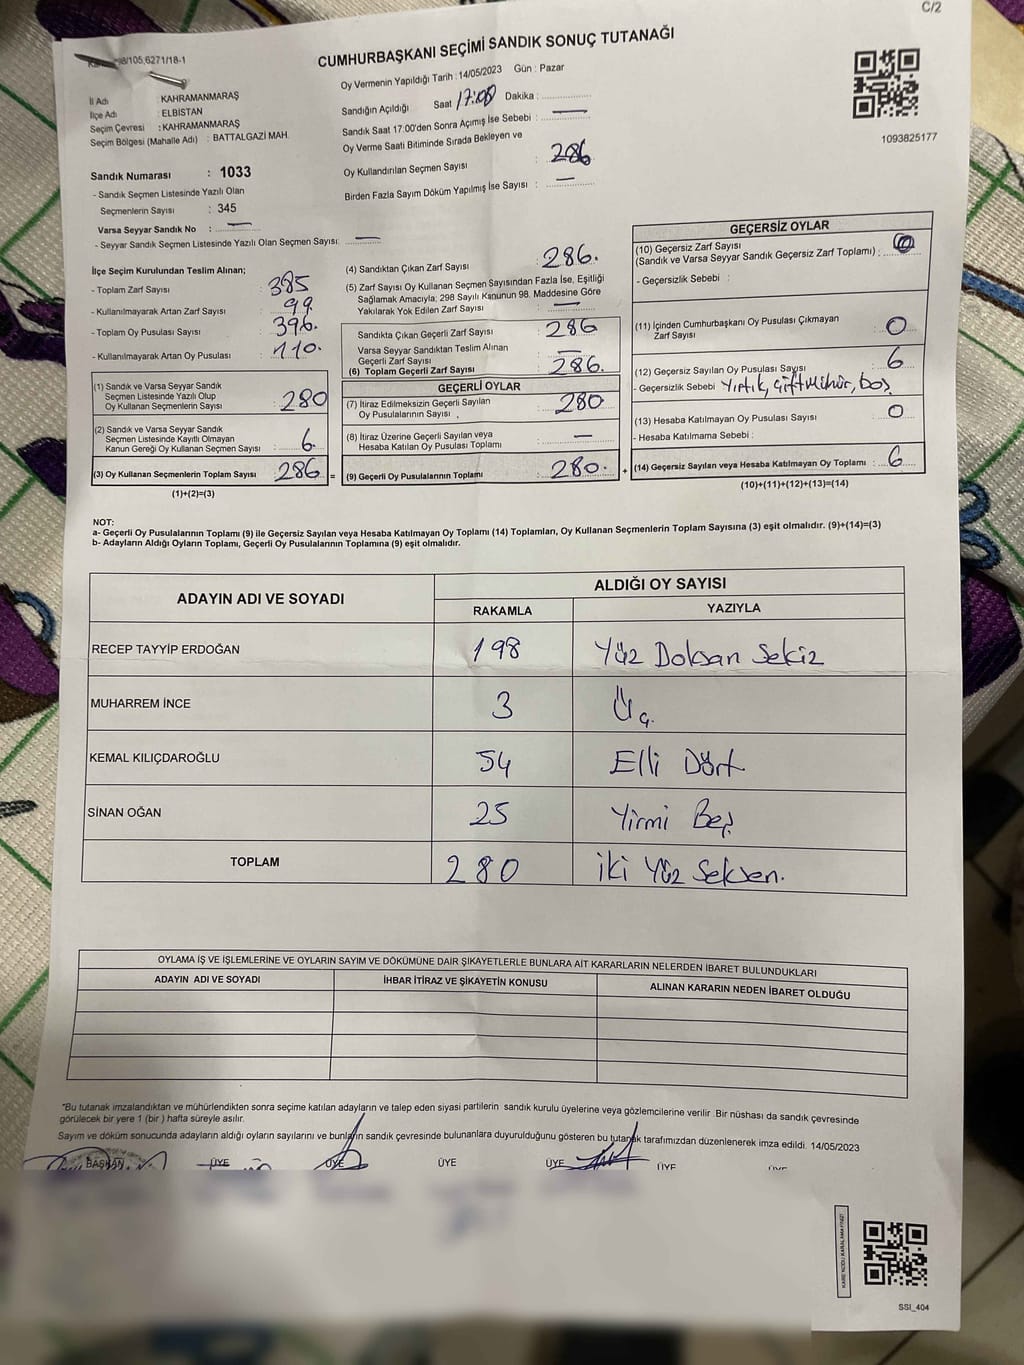 C/2
98/105,6271/18-1
CUMHURBAŞKANI SEÇİMİ SANDIK SONUÇ TUTANAĞI
Oy Vermenin Yapıldığı Tarih : 14/05/2023 Gün : Pazar
İl Adı : KAHRAMANMARAŞ
İlçe Adı : ELBİSTAN
Seçim Çevresi : KAHRAMANMARAŞ
Seçim Bölgesi (Mahalle Adı) : BATTALGAZİ MAH.
Sandık Numarası : 1033
- Sandık Seçmen Listesinde Yazılı Olan
Seçmenlerin Sayısı : 345
Varsa Seyyar Sandık No : —
- Seyyar Sandık Seçmen Listesinde Yazılı Olan Seçmen Sayısı: —
Sandığın Açıldığı Saat 17:00 Dakika :
Sandık Saat 17:00'den Sonra Açımış İse Sebebi : —
Oy Verme Saati Bitiminde Sırada Bekleyen ve
Oy Kullandırılan Seçmen Sayısı : 286
Birden Fazla Sayım Döküm Yapılmış İse Sayısı : —
1093825177
İlçe Seçim Kurulundan Teslim Alınan;
- Toplam Zarf Sayısı : 385
- Kullanılmayarak Artan Zarf Sayısı : 99
- Toplam Oy Pusulası Sayısı : 396.
- Kullanılmayarak Artan Oy Pusulası : 110.
(1) Sandık ve Varsa Seyyar Sandık
Seçmen Listesinde Yazılı Olup
Oy Kullanan Seçmenlerin Sayısı : 280
(2) Sandık ve Varsa Seyyar Sandık
Seçmen Listesinde Kayıtlı Olmayan
Kanun Gereği Oy Kullanan Seçmen Sayısı : 6
(3) Oy Kullanan Seçmenlerin Toplam Sayısı : 286 =
(1)+(2)=(3)
(4) Sandıktan Çıkan Zarf Sayısı : 286.
(5) Zarf Sayısı Oy Kullanan Seçmen Sayısından Fazla İse, Eşitliği
Sağlamak Amacıyla; 298 Sayılı Kanunun 98. Maddesine Göre
Yakılarak Yok Edilen Zarf Sayısı : —
Sandıkta Çıkan Geçerli Zarf Sayısı : 286
Varsa Seyyar Sandıktan Teslim Alınan
Geçerli Zarf Sayısı : —
(6) Toplam Geçerli Zarf Sayısı : 286.
GEÇERLİ OYLAR
(7) İtiraz Edilmeksizin Geçerli Sayılan
Oy Pusulalarının Sayısı : 280
(8) İtiraz Üzerine Geçerli Sayılan veya
Hesaba Katılan Oy Pusulası Toplamı : —
(9) Geçerli Oy Pusulalarının Toplamı : 280. +
GEÇERSİZ OYLAR
(10) Geçersiz Zarf Sayısı
(Sandık ve Varsa Seyyar Sandık Geçersiz Zarf Toplamı) :
- Geçersizlik Sebebi :
(11) İçinden Cumhurbaşkanı Oy Pusulası Çıkmayan
Zarf Sayısı : 0
(12) Geçersiz Sayılan Oy Pusulası Sayısı : 6
- Geçersizlik Sebebi : Yırtık, çift mühür, boş
(13) Hesaba Katılmayan Oy Pusulası Sayısı : 0
- Hesaba Katılmama Sebebi :
(14) Geçersiz Sayılan veya Hesaba Katılmayan Oy Toplamı : 6
(10)+(11)+(12)+(13)=(14)
NOT:
a- Geçerli Oy Pusulalarının Toplamı (9) ile Geçersiz Sayılan veya Hesaba Katılmayan Oy Toplamı (14) Toplamları, Oy Kullanan Seçmenlerin Toplam Sayısına (3) eşit olmalıdır. (9)+(14)=(3)
b- Adayların Aldığı Oyların Toplamı, Geçerli Oy Pusulalarının Toplamına (9) eşit olmalıdır.
ADAYIN ADI VE SOYADI
ALDIĞI OY SAYISI
RAKAMLA YAZIYLA
RECEP TAYYİP ERDOĞAN 198 Yüz Doksan Sekiz
MUHARREM İNCE 3 Üç.
KEMAL KILIÇDAROĞLU 54 Elli Dört
SİNAN OĞAN 25 Yirmi Beş
TOPLAM 280 iki Yüz Seksen.
OYLAMA İŞ VE İŞLEMLERİNE VE OYLARIN SAYIM VE DÖKÜMÜNE DAİR ŞİKAYETLERLE BUNLARA AİT KARARLARIN NELERDEN İBARET BULUNDUKLARI
ADAYIN ADI VE SOYADI İHBAR İTİRAZ VE ŞİKAYETİN KONUSU ALINAN KARARIN NEDEN İBARET OLDUĞU
*Bu tutanak imzalandıktan ve mühürlendikten sonra seçime katılan adayların ve talep eden siyasi partilerin sandık kurulu üyelerine veya gözlemcilerine verilir. Bir nüshası da sandık çevresinde
görülecek bir yere 1 (bir ) hafta süreyle asılır.
Sayım ve döküm sonucunda adayların aldığı oyların sayılarını ve bunların sandık çevresinde bulunanlara duyurulduğunu gösteren bu tutanak tarafımızdan düzenlenerek imza edildi. 14/05/2023
BAŞKAN ÜYE ÜYE ÜYE ÜYE ÜYE ÜYE
SSI_404